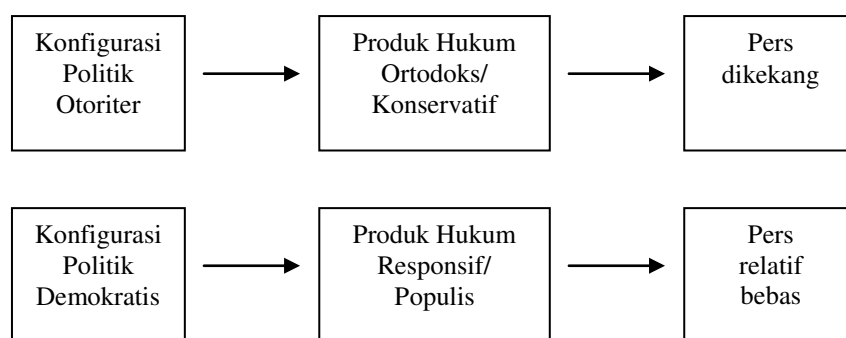 Konfigurasi
Politik
Otoriter
Produk Hukum
Ortodoks/
Konservatif
Pers
dikekang
Konfigurasi
Politik
Demokratis
Produk Hukum
Responsif/
Populis
Pers
relatif
bebas